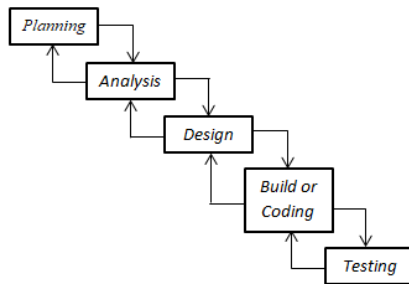 Planning
Analysis
Design
Build or
Coding
Testing